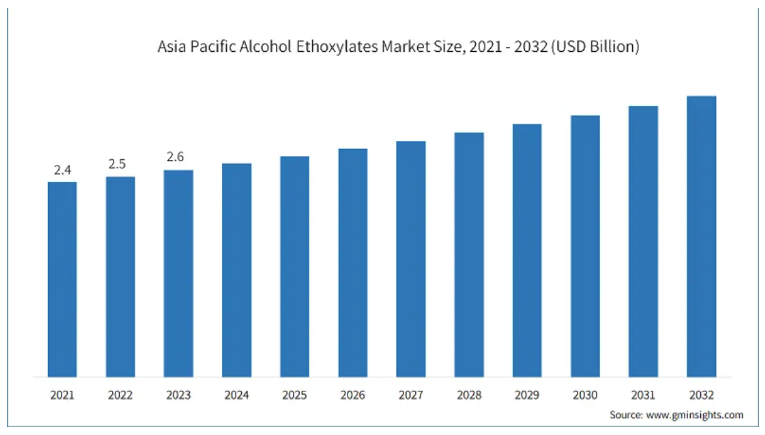 Asia Pacific Alcohol Ethoxylates Market Size, 2021 - 2032 (USD Billion)
2.4 2.5 2.6
2021 2022 2023 2024 2025 2026 2027 2028 2029 2030 2031 2032
Source: www.gminsights.com